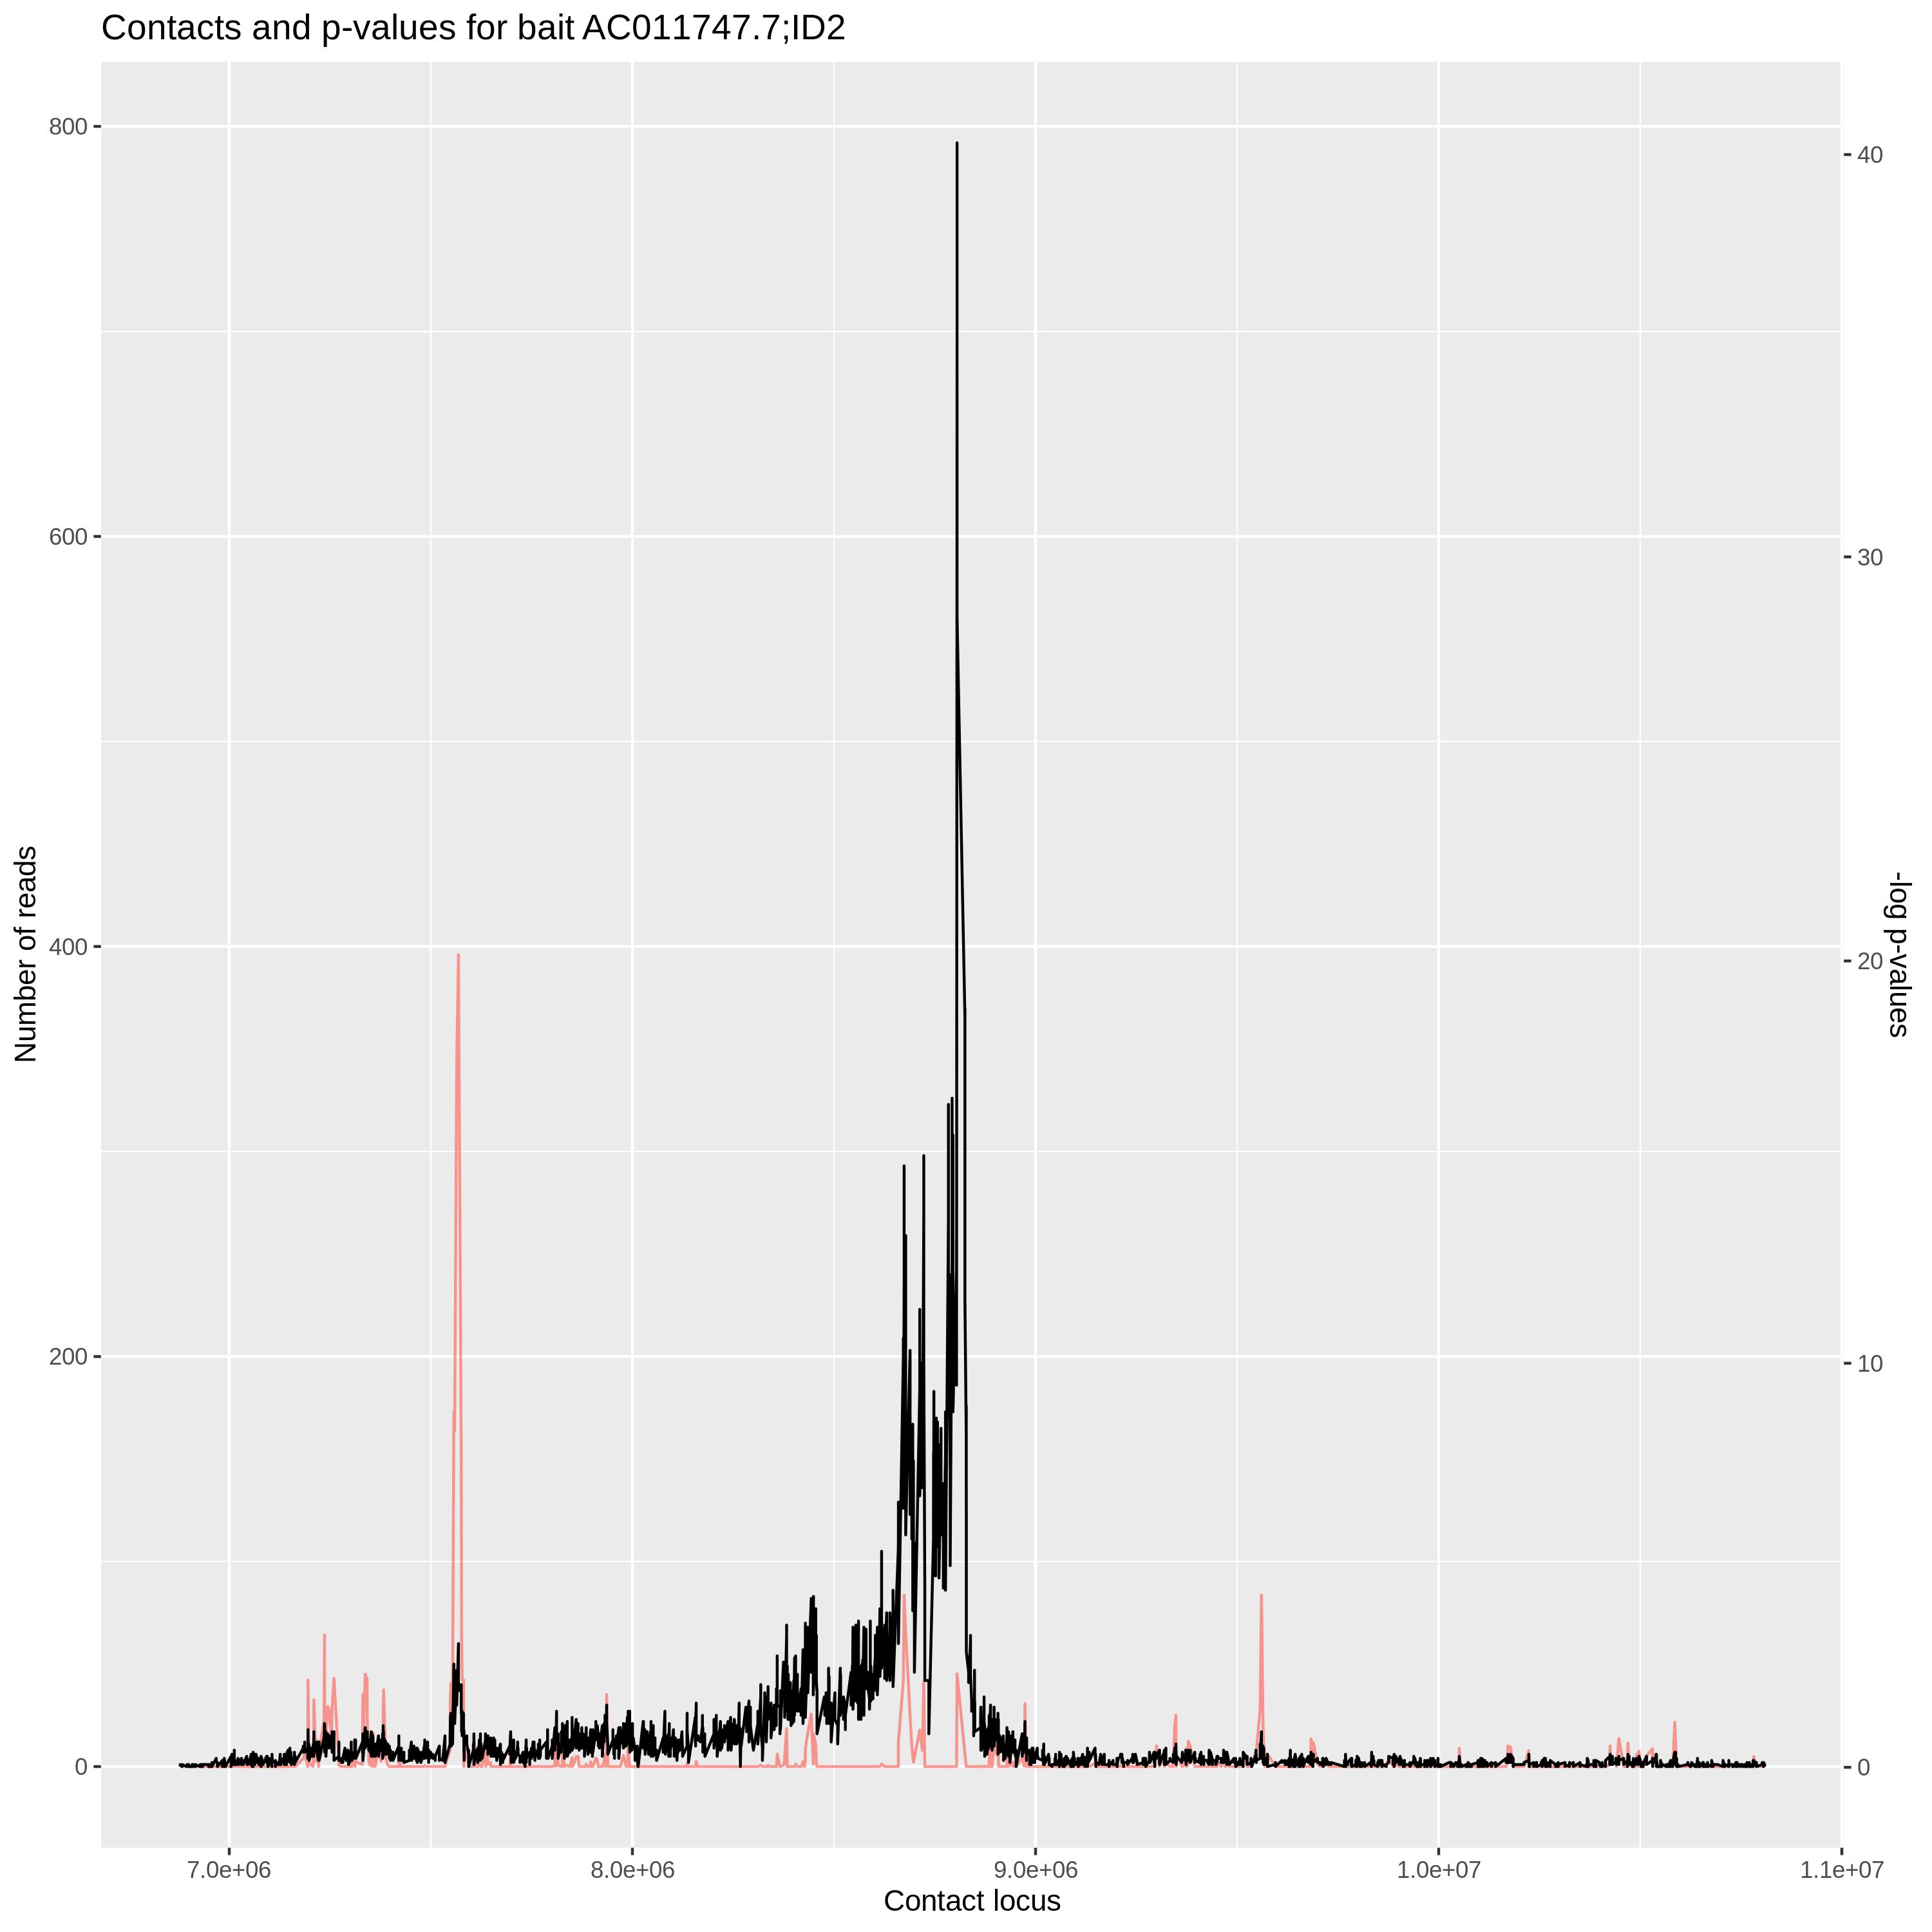 Contacts and p-values for bait AC011747.7;ID2
800
600
400
200
0
Number of reads
40
30
20
10
0
-log p-values
7.0e+06
8.0e+06
9.0e+06
1.0e+07
1.1e+07
Contact locus